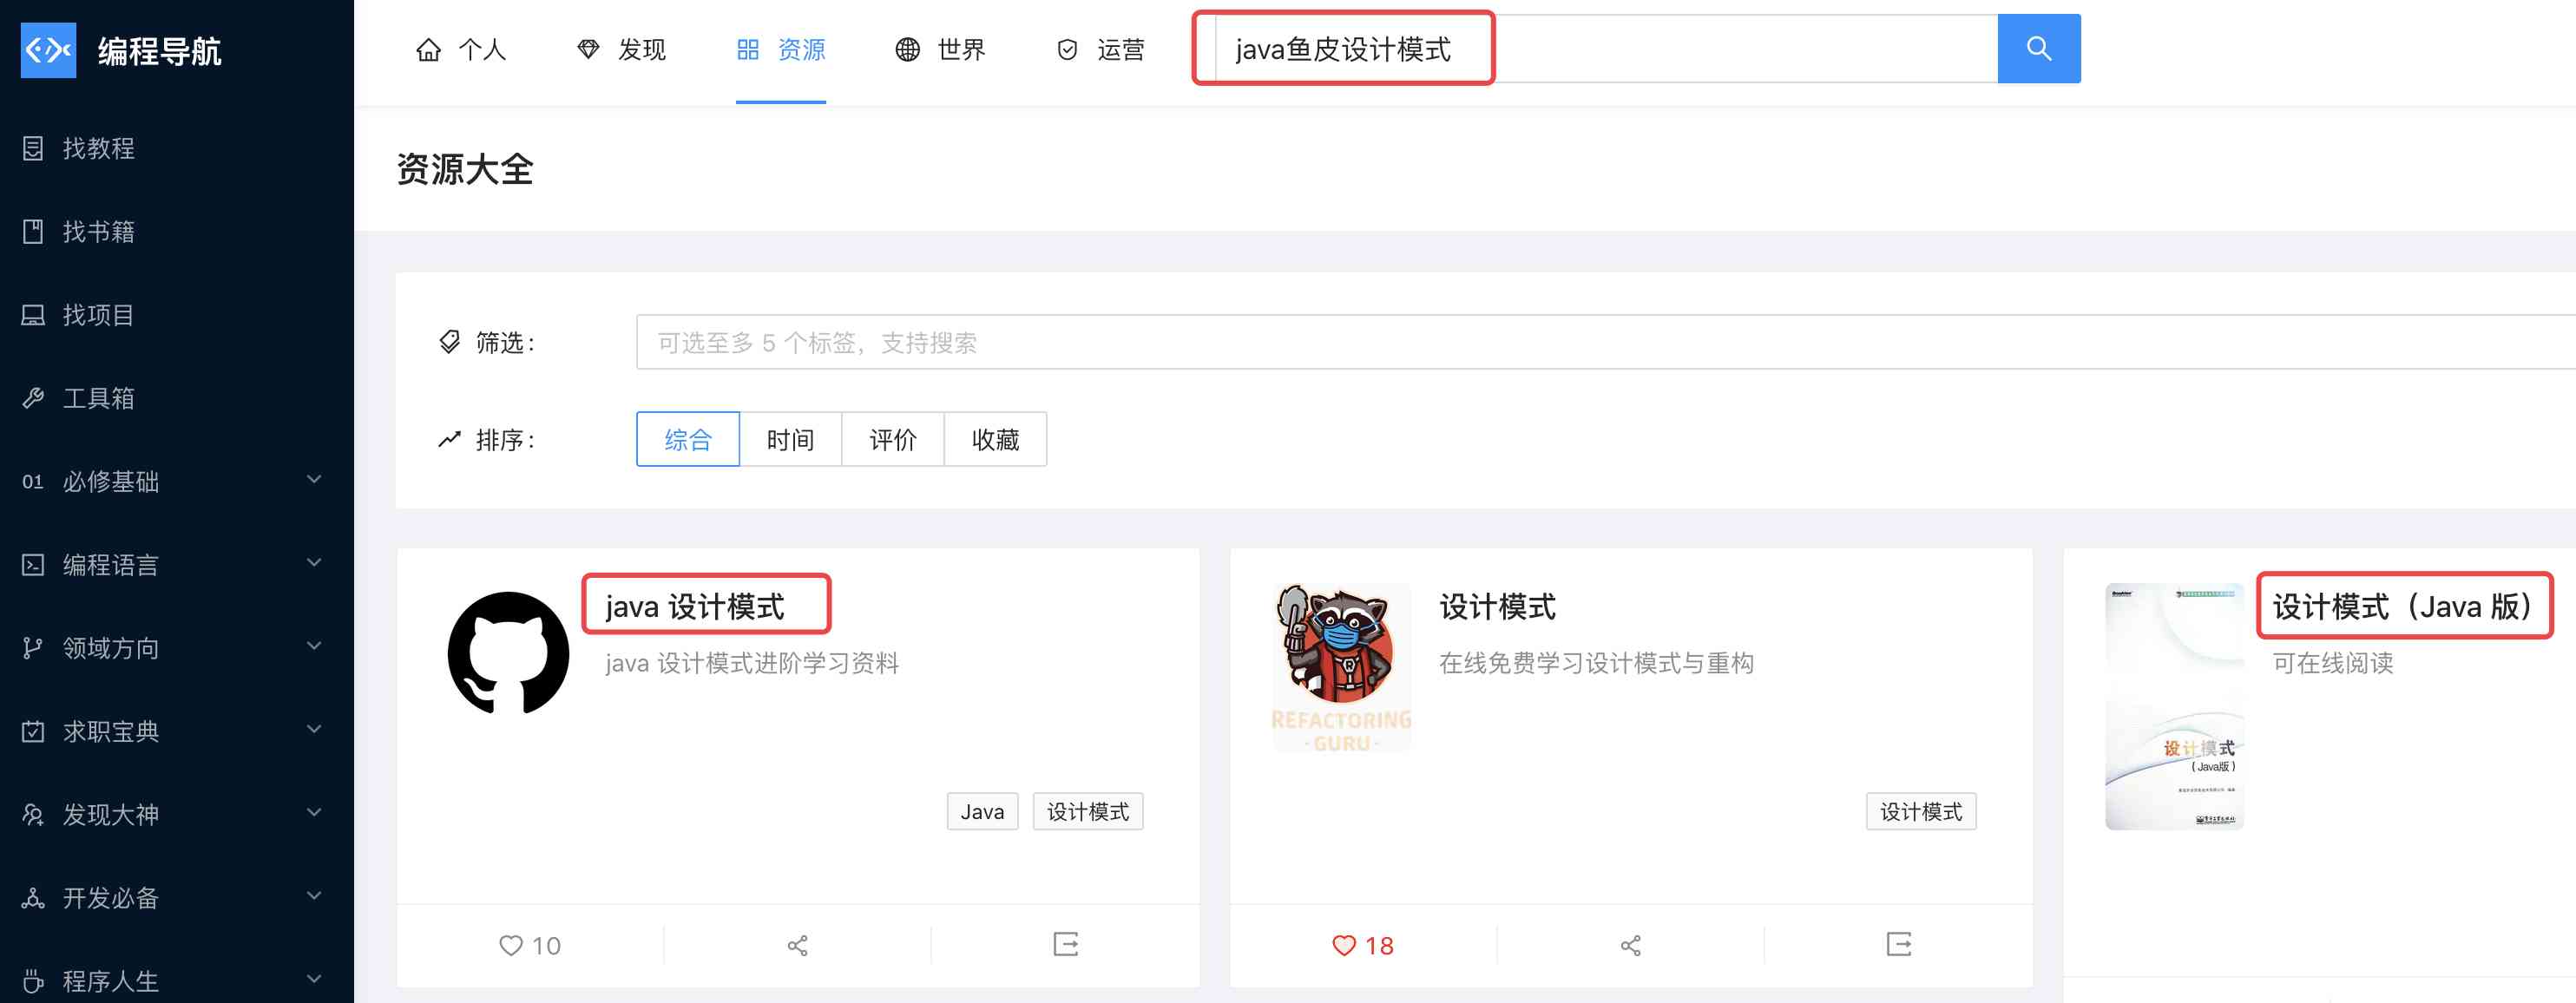 编程导航
个人
发现
资源
世界
运营
java鱼皮设计模式
找教程
找书籍
找项目
工具箱
01 必修基础
编程语言
领域方向
求职宝典
发现大神
开发必备
程序人生
资源大全
筛选：
可选至多 5 个标签，支持搜索
排序：
综合
时间
评价
收藏
java 设计模式
java 设计模式进阶学习资料
Java
设计模式
10
REFACTORING
·GURU·
设计模式
在线免费学习设计模式与重构
设计模式
18
设计模式
（Java版）
设计模式（Java 版）
可在线阅读